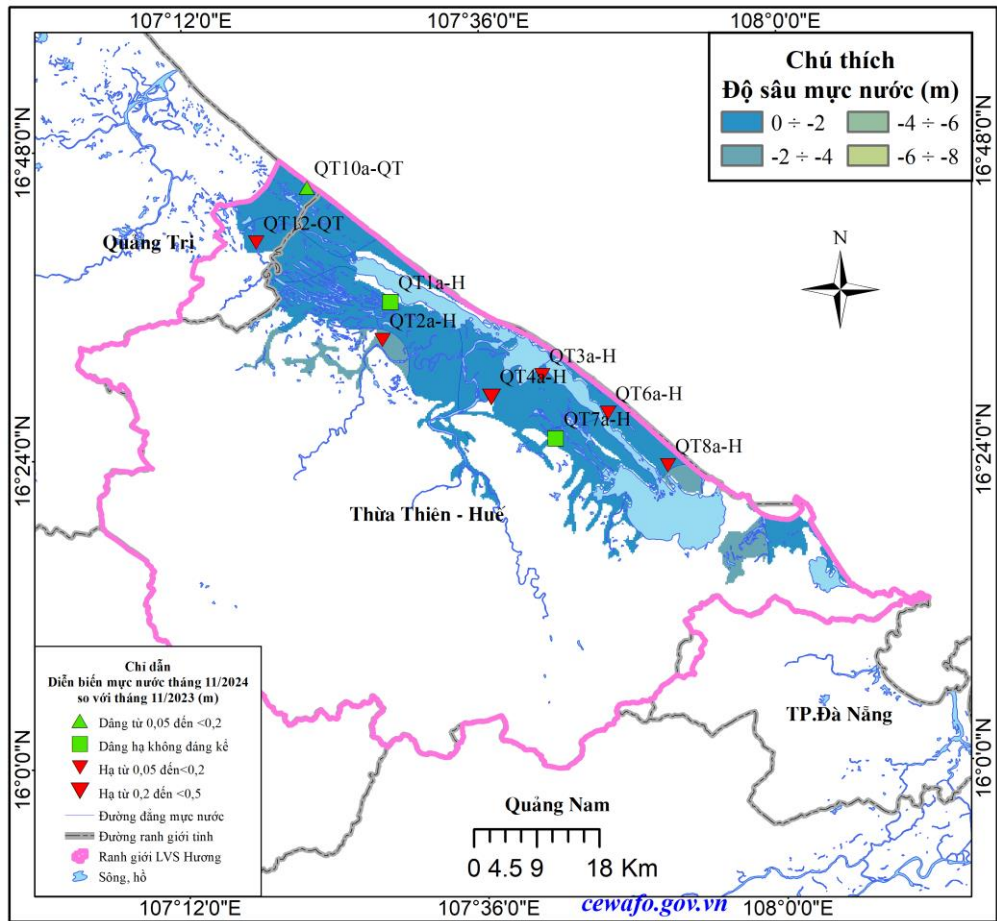 107°12'0"E
107°36'0"E
108°0'0"E
Chú thích
Độ sâu mực nước (m)
0 ÷ -2
-4 ÷ -6
-2 ÷ -4
-6 ÷ -8
16°48'0"N
16°48'0"N
QT10a-QT
QT12-QT
Quảng Trị
N
QT1a-H
QT2a-H
QT3a-H
QT4a-H
QT6a-H
QT7a-H
QT8a-H
16°24'0"N
16°24'0"N
Thừa Thiên - Huế
Chỉ dẫn
Diễn biến mực nước tháng 11/2024
so với tháng 11/2023 (m)
Dâng từ 0,05 đến <0,2
Dâng hạ không đáng kể
Hạ từ 0,05 đến<0,2
Hạ từ 0,2 đến <0,5
Đường đẳng mực nước
Đường ranh giới tỉnh
Ranh giới LVS Hương
Sông, hồ
TP.Đà Nẵng
16°0'0"N
16°0'0"N
Quảng Nam
0 4.5 9 18 Km
cewafo.gov.vn
107°12'0"E
107°36'0"E
108°0'0"E